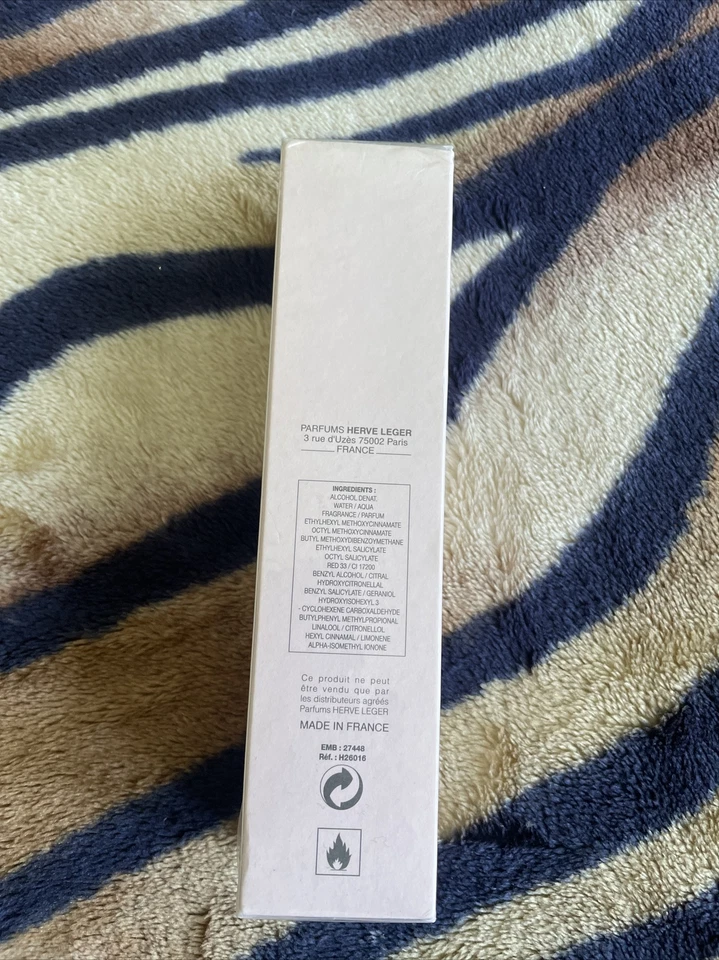 PARFUMS HERVE LEGER
3 rue d'Uzès 75002 Paris
FRANCE
INGREDIENTS :
ALCOHOL DENAT.
WATER / AQUA
FRAGRANCE / PARFUM
ETHYLHEXYL METHOXYCINNAMATE
OCTYL METHOXYCINNAMATE
BUTYL METHOXYDIBENZOYMETHANE
ETHYLHEXYL SALICYLATE
OCTYL SALICYLATE
RED 33 / CI 17200
BENZYL ALCOHOL / CITRAL
HYDROXYCITRONELLAL
BENZYL SALICYLATE / GERANIOL
HYDROXYISOHEXYL 3
- CYCLOHEXENE CARBOXALDEHYDE
BUTYLPHENYL METHYLPROPIONAL
LINALOOL / CITRONELLOL
HEXYL CINNAMAL / LIMONENE
ALPHA-ISOMETHYL IONONE
Ce produit ne peut
être vendu que par
les distributeurs agréés
Parfums HERVE LEGER
MADE IN FRANCE
EMB : 27448
Réf. : H26016